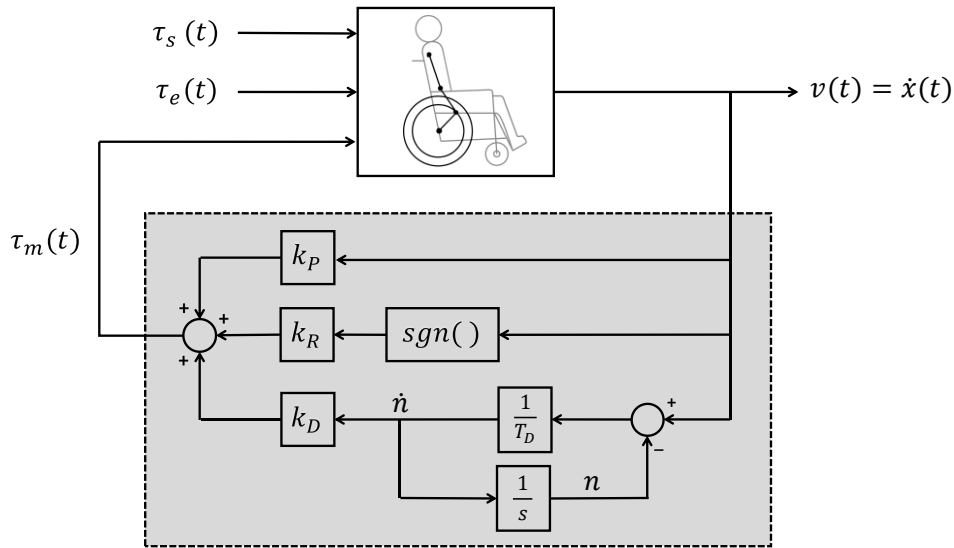 τ_s(t)
τ_e(t)
v(t) = ẋ(t)
τ_m(t)
k_P
+
+
k_R
sgn( )
+
k_D
ṅ
1/T_D
+
−
1/s
n